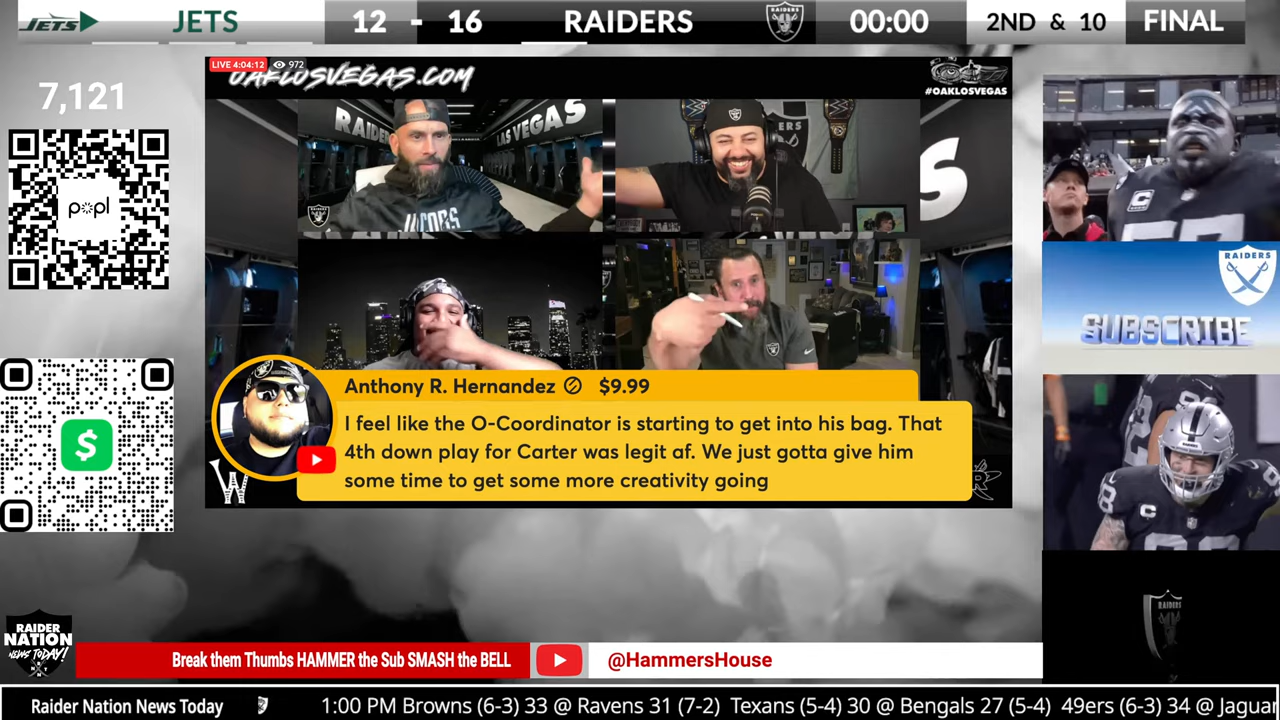 JETS JETS 12 - 16 RAIDERS RAIDERS 00:00 2ND & 10 FINAL
LIVE 4:04:12 972
OAKLOSVEGAS.COM
#OAKLOSVEGAS
7,121
popl
RAIDER
LAS VEGAS
S
JACOBS
C
RAIDERS
SUBSCRIBE
$
Anthony R. Hernandez $9.99
I feel like the O-Coordinator is starting to get into his bag. That
4th down play for Carter was legit af. We just gotta give him
some time to get some more creativity going
C
RAIDERS
RAIDER
NATION
NEWS TODAY!
Break them Thumbs HAMMER the Sub SMASH the BELL
@HammersHouse
Raider Nation News Today 1:00 PM Browns (6-3) 33 @ Ravens 31 (7-2) Texans (5-4) 30 @ Bengals 27 (5-4) 49ers (6-3) 34 @ Jaguar